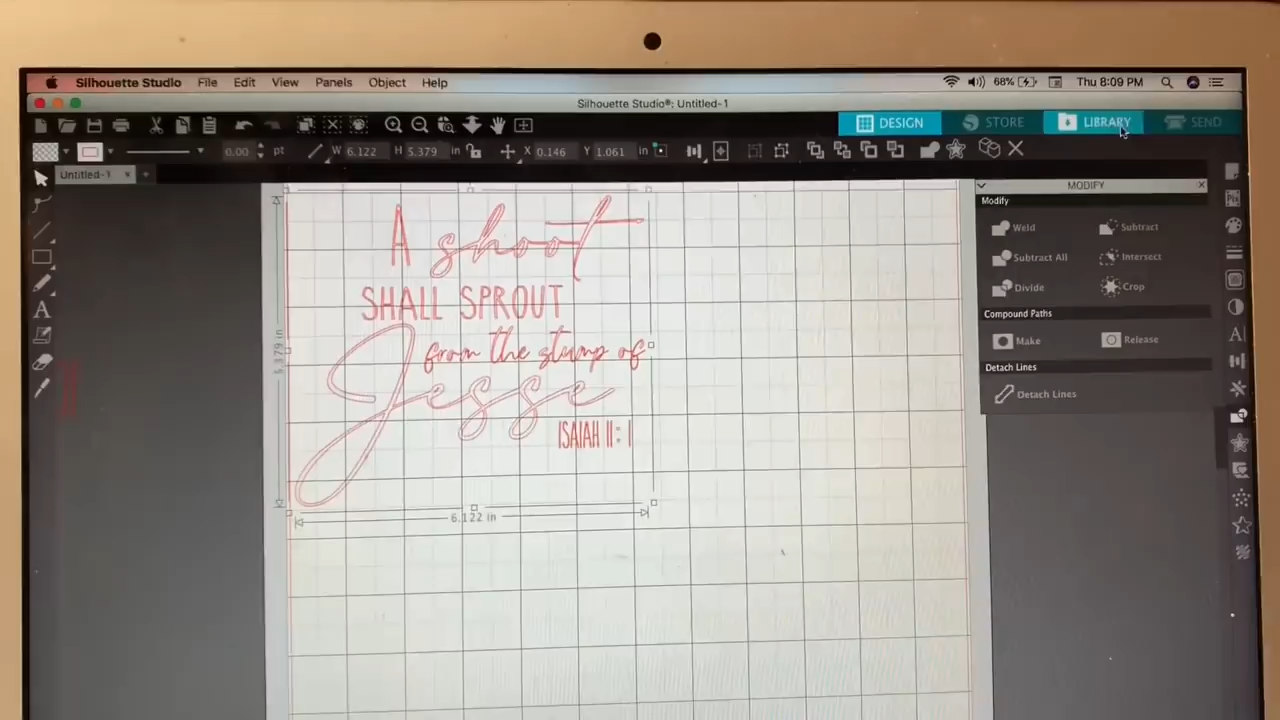 Silhouette Studio File Edit View Panels Object Help 68% Thu 8:09 PM
Silhouette Studio®: Untitled-1
DESIGN STORE LIBRARY SEND
0.00 pt W 6.122 H 5.379 in X 0.146 Y 1.061 in
Untitled-1
MODIFY
Modify
Weld Subtract
Subtract All Intersect
Divide Crop
Compound Paths
Make Release
Detach Lines
Detach Lines
A shoot
SHALL SPROUT
from the stump of
Jesse
ISAIAH 11:1
5.379 in
6.122 in